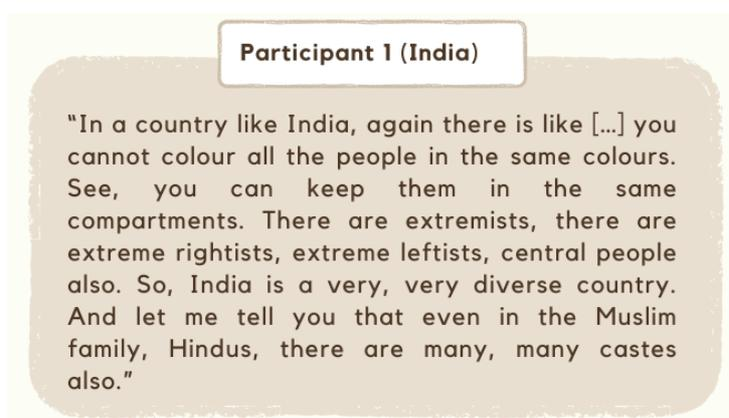 Participant 1 (India)
“In a country like India, again there is like [...] you
cannot colour all the people in the same colours.
See, you can keep them in the same
compartments. There are extremists, there are
extreme rightists, extreme leftists, central people
also. So, India is a very, very diverse country.
And let me tell you that even in the Muslim
family, Hindus, there are many, many castes
also.”